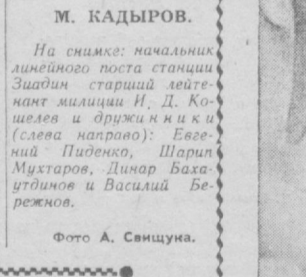 М. КАДЫРОВ.
На снимке: начальник
линейного поста станции
Зиадин старший лейте-
нант милиции И. Д. Ко-
шелев и дружинники
(слева направо): Евге-
ний Пиденко, Шарип
Мухтаров, Динар Баха-
утдинов и Василий Бе-
режнов.
Фото А. Свищука.